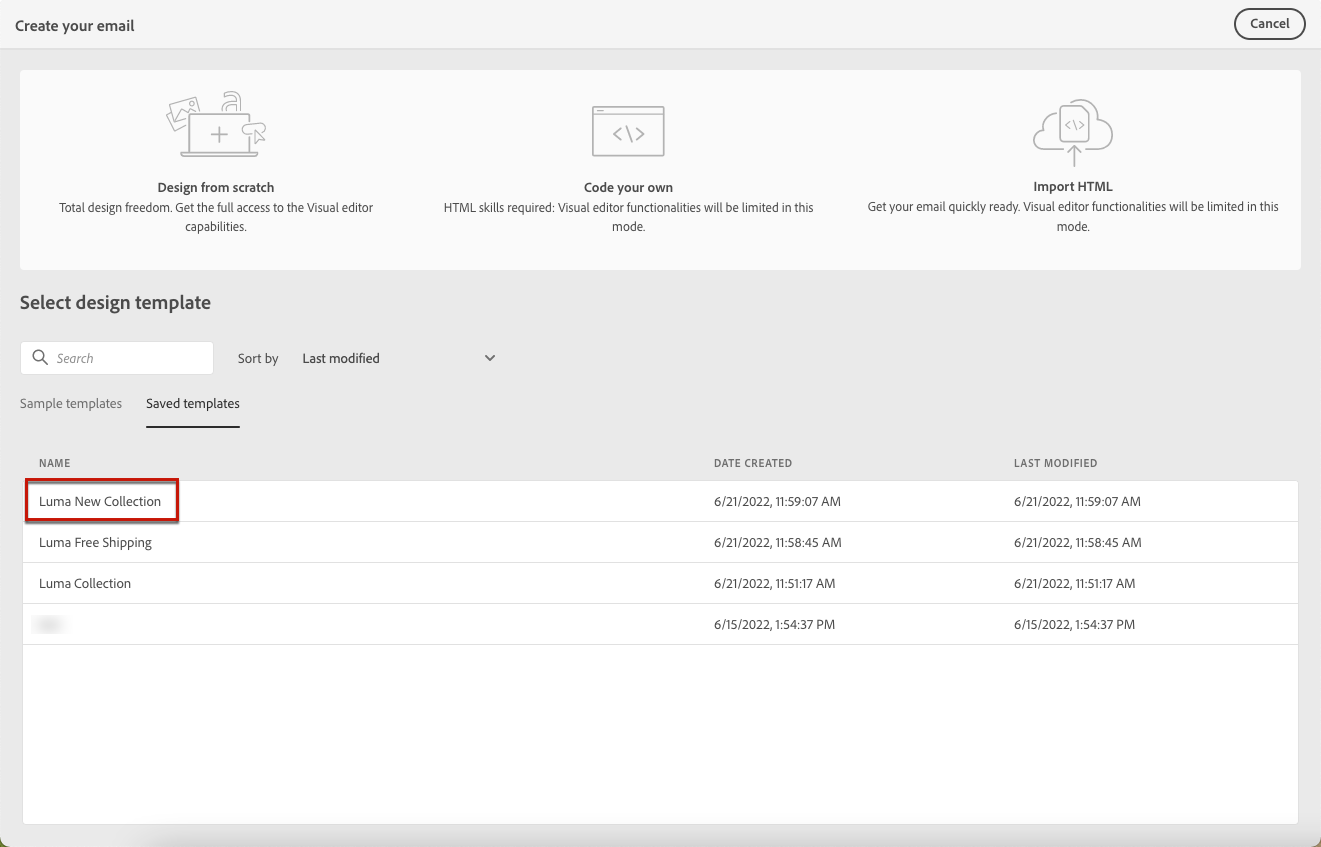 Create your email
Cancel
Design from scratch
Total design freedom. Get the full access to the Visual editor
capabilities.
Code your own
HTML skills required: Visual editor functionalities will be limited in this
mode.
Import HTML
Get your email quickly ready. Visual editor functionalities will be limited in this
mode.
Select design template
Search
Sort by Last modified
Sample templates Saved templates
NAME DATE CREATED LAST MODIFIED
Luma New Collection 6/21/2022, 11:59:07 AM 6/21/2022, 11:59:07 AM
Luma Free Shipping 6/21/2022, 11:58:45 AM 6/21/2022, 11:58:45 AM
Luma Collection 6/21/2022, 11:51:17 AM 6/21/2022, 11:51:17 AM
6/15/2022, 1:54:37 PM 6/15/2022, 1:54:37 PM